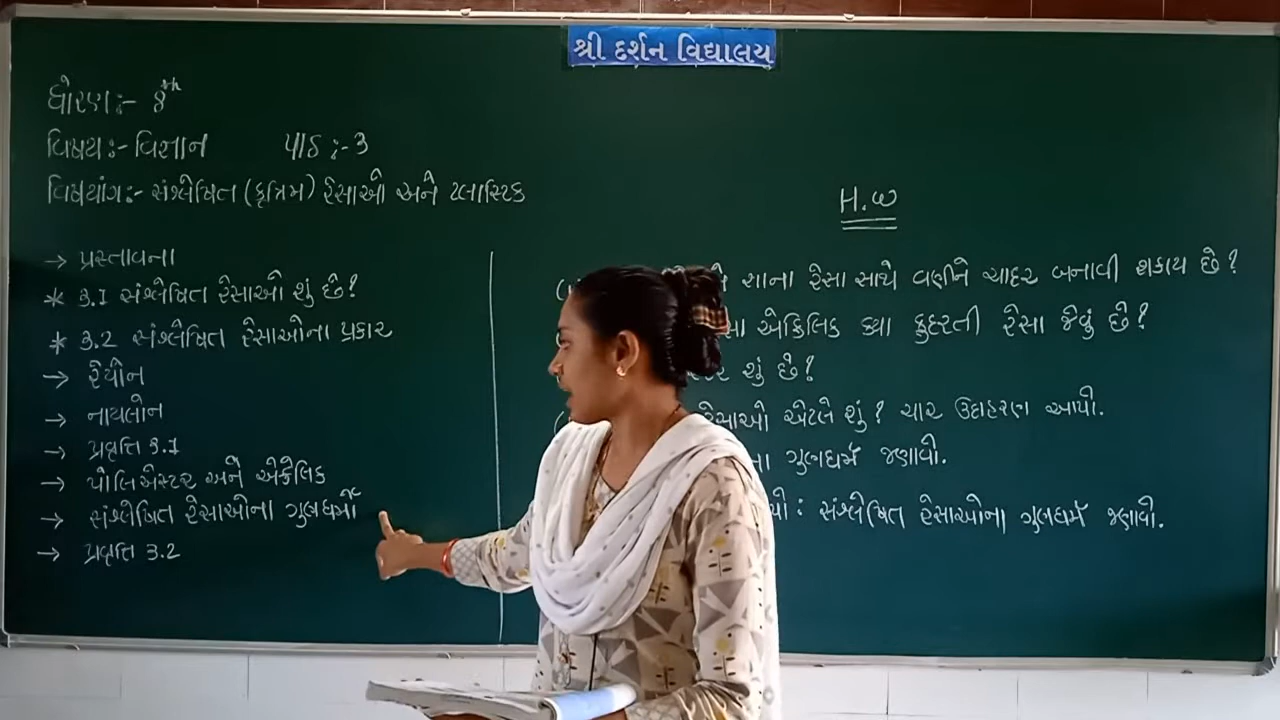 શ્રી દર્શન વિદ્યાલય
ધોરણ:- 8th
વિષય:- વિજ્ઞાન પાઠ:-3
વિષયાંગ:- સંશ્લેષિત (કૃત્રિમ) રેસાઓ અને પ્લાસ્ટિક
→ પ્રસ્તાવના
* 3.1 સંશ્લેષિત રેસાઓ શું છે?
* 3.2 સંશ્લેષિત રેસાઓના પ્રકાર
→ રેયોન
→ નાયલોન
→ પ્રવૃત્તિ 3.1
→ પોલિએસ્ટર અને એક્રેલિક
→ સંશ્લેષિત રેસાઓના ગુણધર્મો
→ પ્રવૃત્તિ 3.2
H.W
શાના રેસા સાથે વણીને ચાદર બનાવી શકાય છે?
એક્રિલિક ક્યા કુદરતી રેસા જેવું છે?
શું છે?
રેસાઓ એટલે શું? ચાર ઉદાહરણ આપો.
ગુણધર્મ જણાવો.
: સંશ્લેષિત રેસાઓના ગુણધર્મ જણાવો.